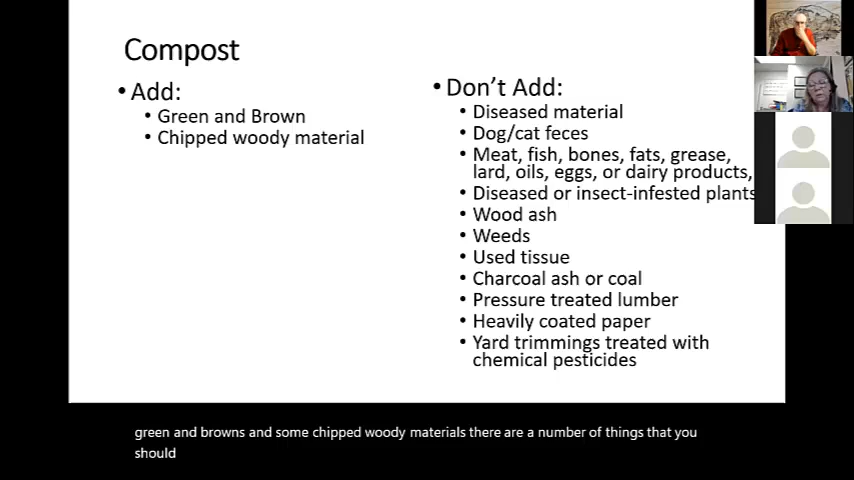 Compost
• Add:
• Green and Brown
• Chipped woody material
• Don't Add:
• Diseased material
• Dog/cat feces
• Meat, fish, bones, fats, grease,
lard, oils, eggs, or dairy products,
• Diseased or insect-infested plants
• Wood ash
• Weeds
• Used tissue
• Charcoal ash or coal
• Pressure treated lumber
• Heavily coated paper
• Yard trimmings treated with
chemical pesticides
green and browns and some chipped woody materials there are a number of things that you
should